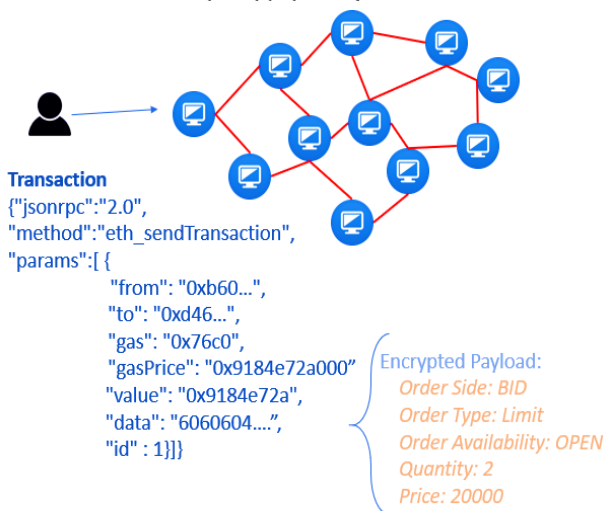 Transaction
{"jsonrpc":"2.0",
"method":"eth_sendTransaction",
"params":[ {
"from": "0xb60...",
"to": "0xd46...",
"gas": "0x76c0",
"gasPrice": "0x9184e72a000”
"value": "0x9184e72a",
"data": "6060604....”,
"id" : 1}]}
Encrypted Payload:
Order Side: BID
Order Type: Limit
Order Availability: OPEN
Quantity: 2
Price: 20000